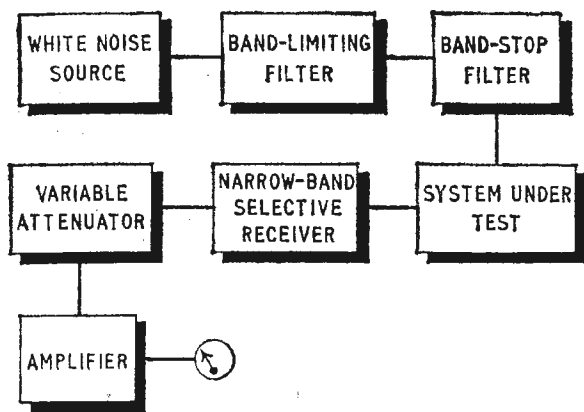 WHITE NOISE
SOURCE
BAND-LIMITING
FILTER
BAND-STOP
FILTER
VARIABLE
ATTENUATOR
NARROW-BAND
SELECTIVE
RECEIVER
SYSTEM UNDER
TEST
AMPLIFIER